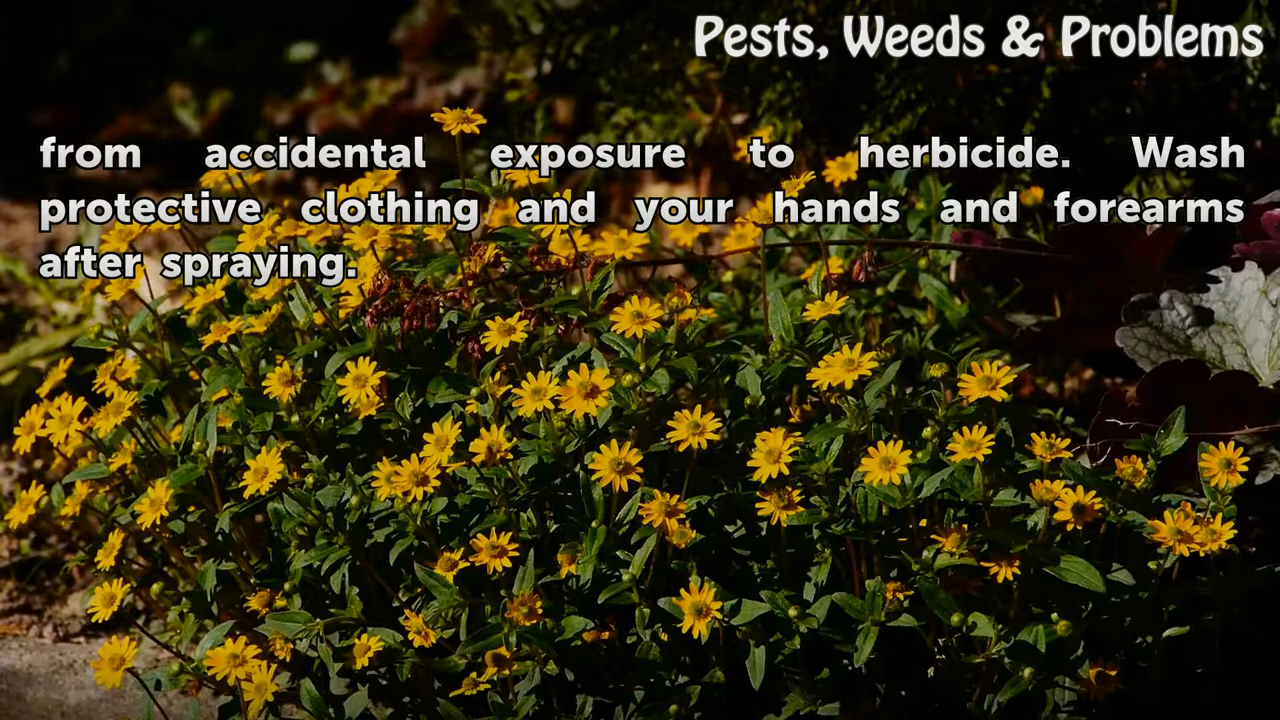 Pests, Weeds & Problems
from accidental exposure to herbicide. Wash
protective clothing and your hands and forearms
after spraying.